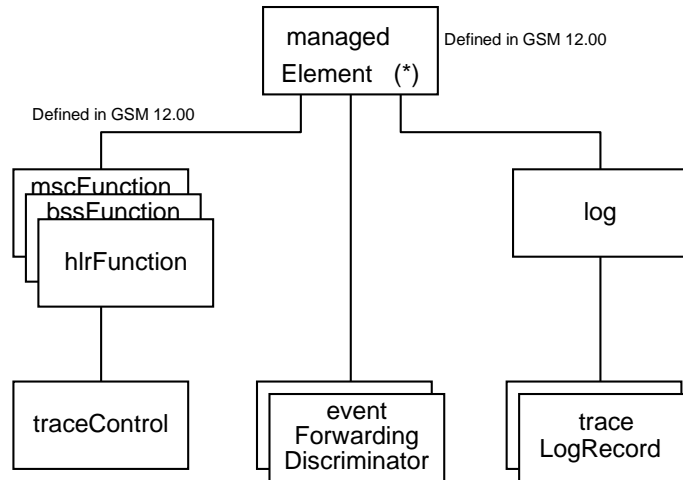 managed
Element (*)
Defined in GSM 12.00
Defined in GSM 12.00
mscFunction
bssFunction
hlrFunction
log
traceControl
event
Forwarding
Discriminator
trace
LogRecord